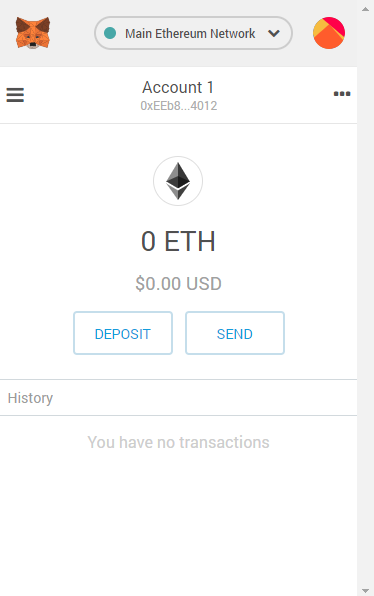 Main Ethereum Network
Account 1
0xEEb8...4012
0 ETH
$0.00 USD
DEPOSIT
SEND
History
You have no transactions